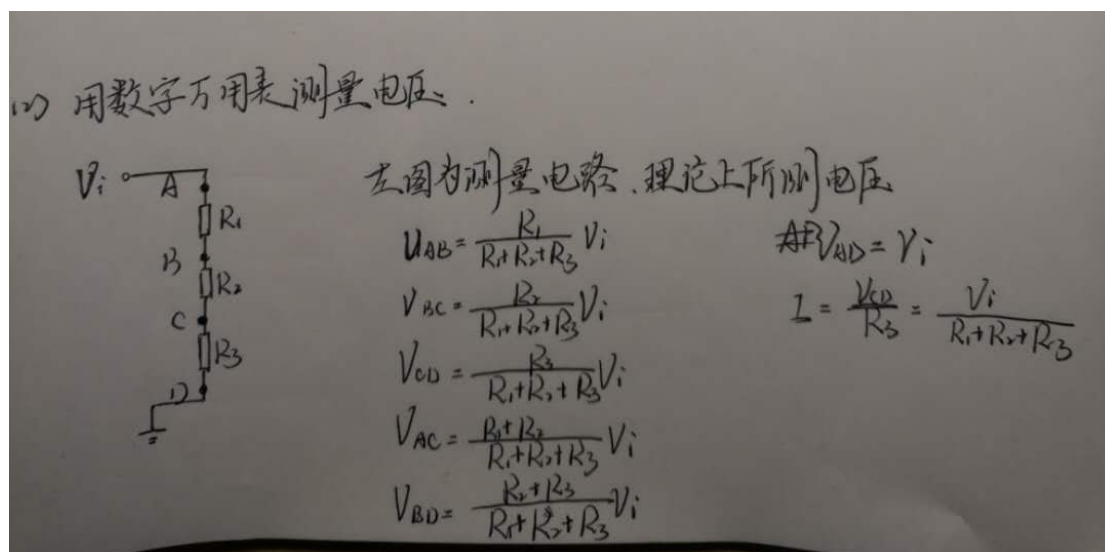 (2) 用数字万用表测量电压.
左图为测量电路.理论上所测电压
Vi
A
R1
B
R2
C
R3
D
UAB = R1/(R1+R2+R3) Vi
VBC = R2/(R1+R2+R3) Vi
VCD = R3/(R1+R2+R3) Vi
VAC = (R1+R2)/(R1+R2+R3) Vi
VBD = (R2+R3)/(R1+R2+R3) Vi
VAD = Vi
I = VCD/R3 = Vi/(R1+R2+R3)